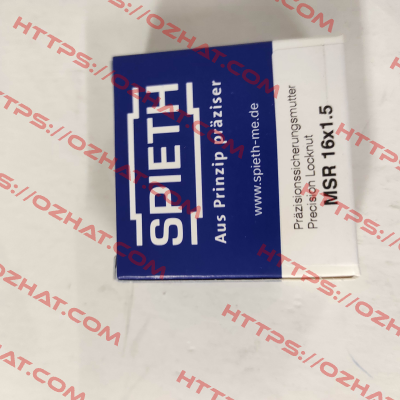 SPIETH
Aus Prinzip präziser
www.spieth-me.de
Präzisionssicherungsmutter
Precision Locknut
MSR 16x1.5
HTTPS://OZHAT.COM